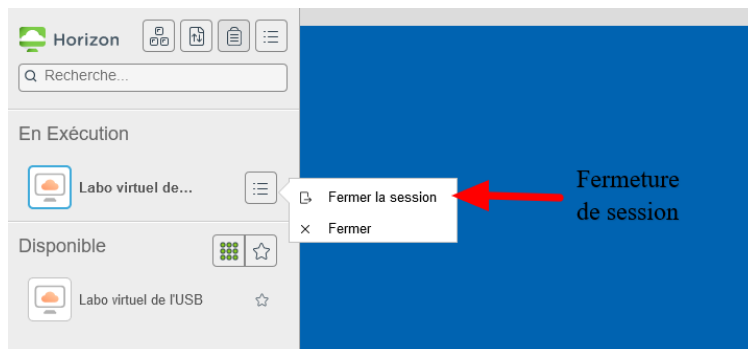 Horizon
Recherche...
En Exécution
Labo virtuel de...
Fermer la session
Fermer
Fermeture
de session
Disponible
Labo virtuel de l'USB